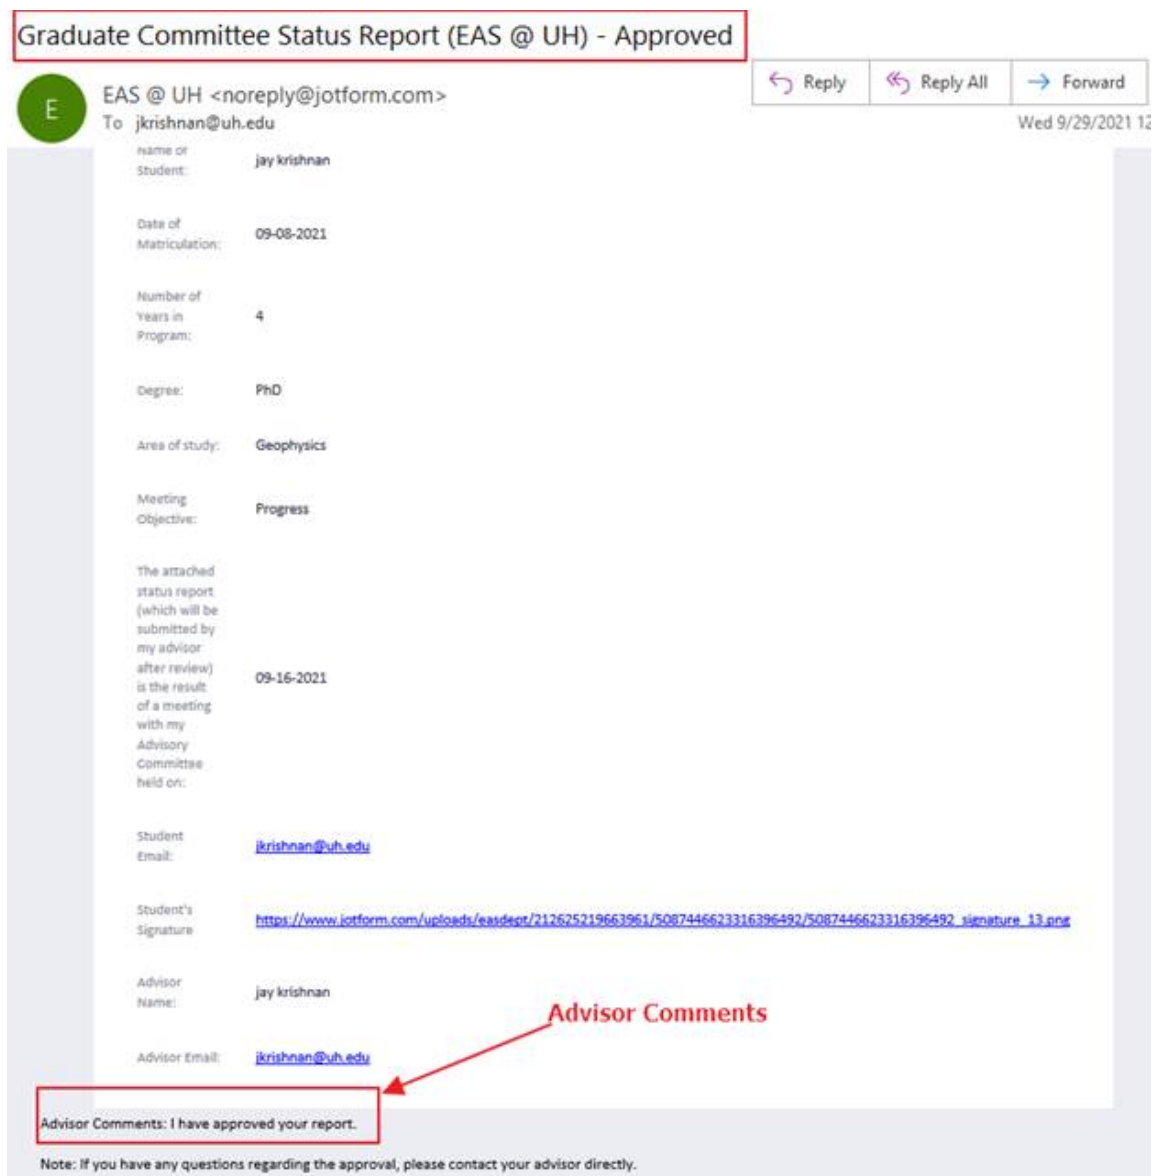 Graduate Committee Status Report (EAS @ UH) - Approved
E
EAS @ UH <noreply@jotform.com>
Reply
Reply All
Forward
To jkrishnan@uh.edu
Wed 9/29/2021 12
Name of
Student:
jay krishnan
Date of
Matriculation:
09-08-2021
Number of
Years in
Program:
4
Degree:
PhD
Area of study:
Geophysics
Meeting
Objective:
Progress
The attached
status report
(which will be
submitted by
my advisor
after review)
is the result
of a meeting
with my
Advisory
Committee
held on:
09-16-2021
Student
Email:
jkrishnan@uh.edu
Student's
Signature
https://www.jotform.com/uploads/easdept/212625219663961/5087446623316396492/5087446623316396492_signature_13.png
Advisor
Name:
jay krishnan
Advisor Comments
Advisor Email:
jkrishnan@uh.edu
Advisor Comments: I have approved your report.
Note: If you have any questions regarding the approval, please contact your advisor directly.